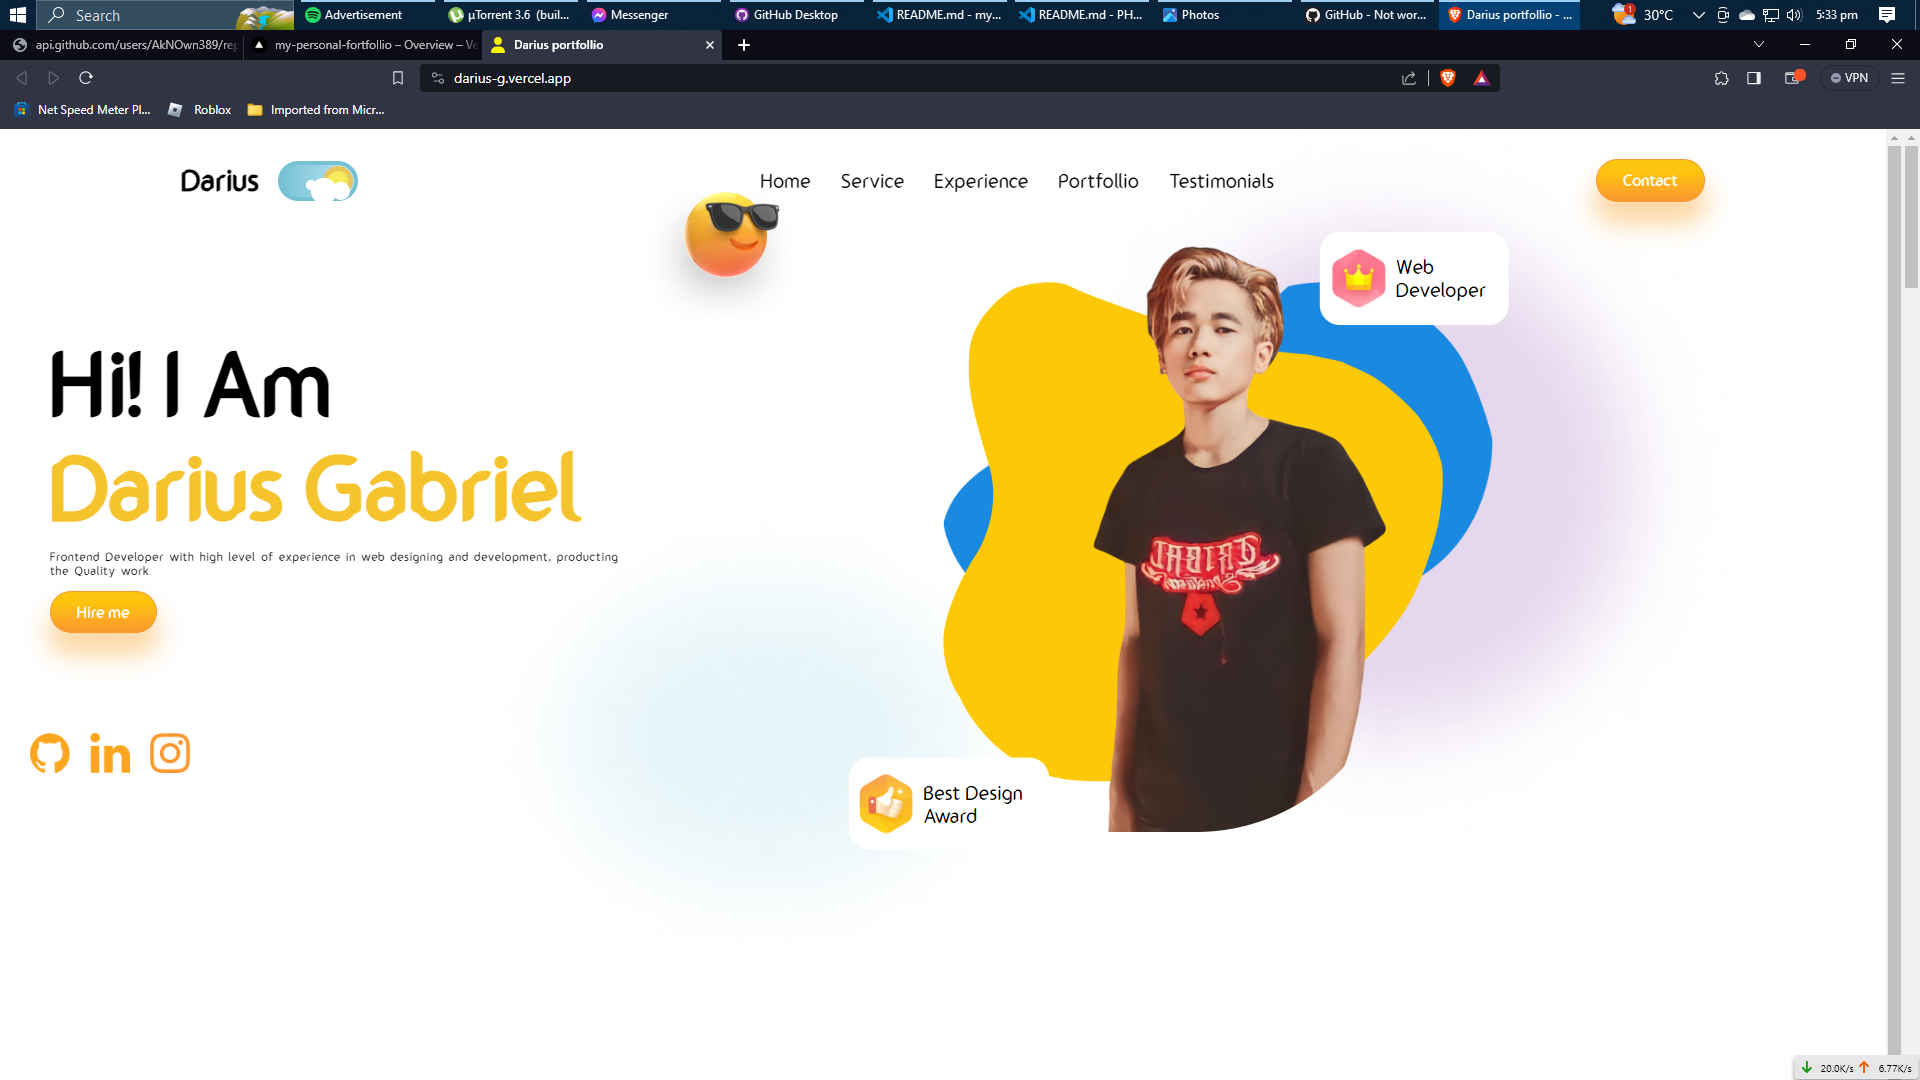 Search
Advertisement
µTorrent 3.6 (buil...
Messenger
GitHub Desktop
README.md - my...
README.md - PH...
Photos
GitHub - Not wor...
Darius portfollio - ...
1
30°C
5:33 pm
api.github.com/users/AkNOwn389/rep
my-personal-fortfollio – Overview – Ve
Darius portfollio
darius-g.vercel.app
VPN
Net Speed Meter Pl...
Roblox
Imported from Micr...
Darius
Home
Service
Experience
Portfollio
Testimonials
Contact
Web
Developer
Hi! I Am
Darius Gabriel
Frontend Developer with high level of experience in web designing and development, producting
the Quality work
Hire me
Best Design
Award
20.0K/s
6.77K/s